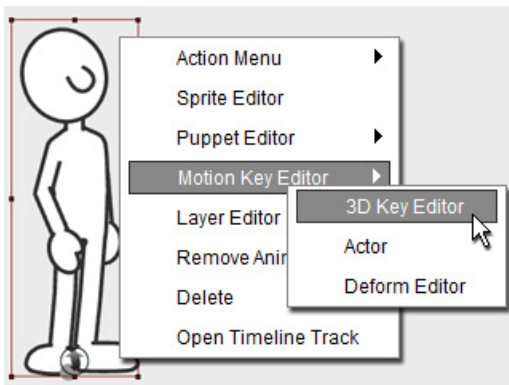 Action Menu
Sprite Editor
Puppet Editor
Motion Key Editor
3D Key Editor
Layer Editor
Actor
Remove Anir
Deform Editor
Delete
Open Timeline Track